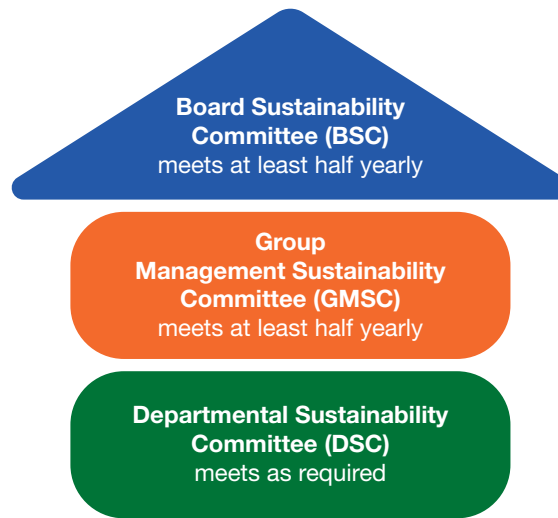 Board Sustainability
Committee (BSC)
meets at least half yearly
Group
Management Sustainability
Committee (GMSC)
meets at least half yearly
Departmental Sustainability
Committee (DSC)
meets as required